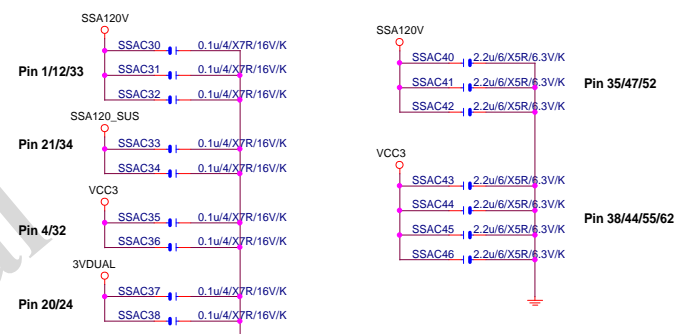 SSA120V
SSAC30 0.1u/4/X7R/16V/K
Pin 1/12/33
SSAC31 0.1u/4/X7R/16V/K
SSAC32 0.1u/4/X7R/16V/K
SSA120_SUS
Pin 21/34
SSAC33 0.1u/4/X7R/16V/K
SSAC34 0.1u/4/X7R/16V/K
VCC3
Pin 4/32
SSAC35 0.1u/4/X7R/16V/K
SSAC36 0.1u/4/X7R/16V/K
3VDUAL
Pin 20/24
SSAC37 0.1u/4/X7R/16V/K
SSAC38 0.1u/4/X7R/16V/K
SSA120V
SSAC40 2.2u/6/X5R/6.3V/K
SSAC41 2.2u/6/X5R/6.3V/K
Pin 35/47/52
SSAC42 2.2u/6/X5R/6.3V/K
VCC3
SSAC43 2.2u/6/X5R/6.3V/K
SSAC44 2.2u/6/X5R/6.3V/K
Pin 38/44/55/62
SSAC45 2.2u/6/X5R/6.3V/K
SSAC46 2.2u/6/X5R/6.3V/K